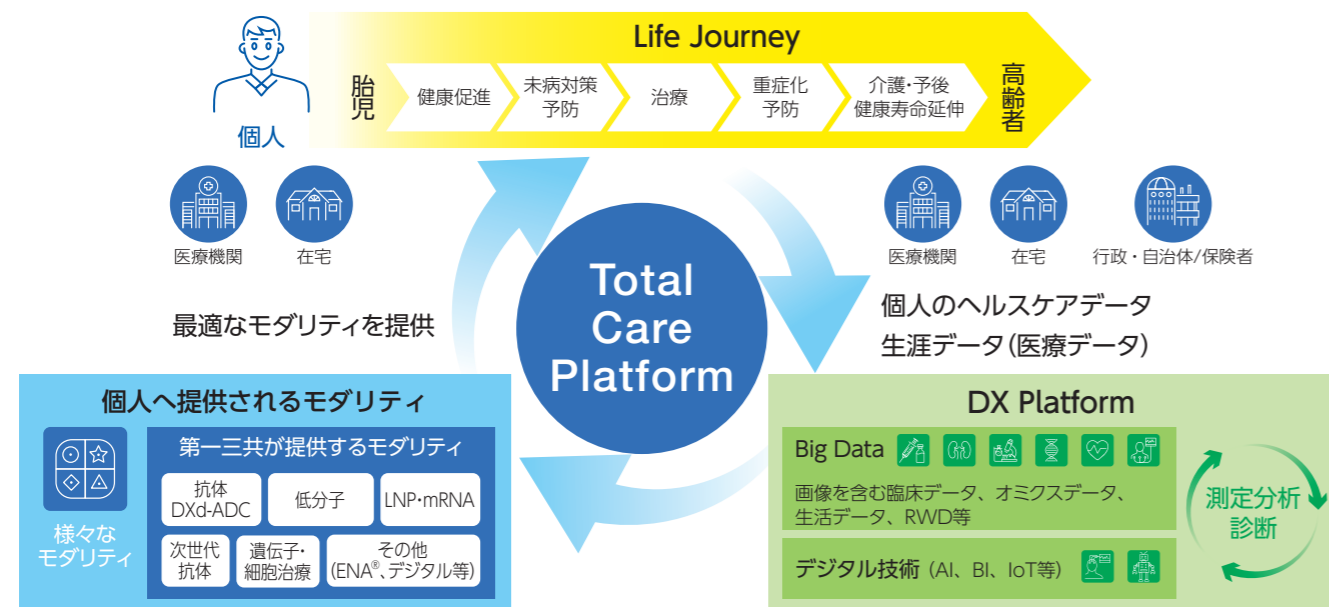 Life Journey
個人
胎児
健康促進
未病対策
予防
治療
重症化
予防
介護・予後
健康寿命延伸
高齢者
医療機関
在宅
医療機関
在宅
行政・自治体/保険者
最適なモダリティを提供
Total
Care
Platform
個人のヘルスケアデータ
生涯データ(医療データ)
個人へ提供されるモダリティ
様々な
モダリティ
第一三共が提供するモダリティ
抗体
DXd-ADC
低分子
LNP・mRNA
次世代
抗体
遺伝子・
細胞治療
その他
(ENA®、デジタル等)
DX Platform
Big Data
画像を含む臨床データ、オミクスデータ、
生活データ、RWD等
デジタル技術 (AI、BI、IoT等)
測定分析
診断